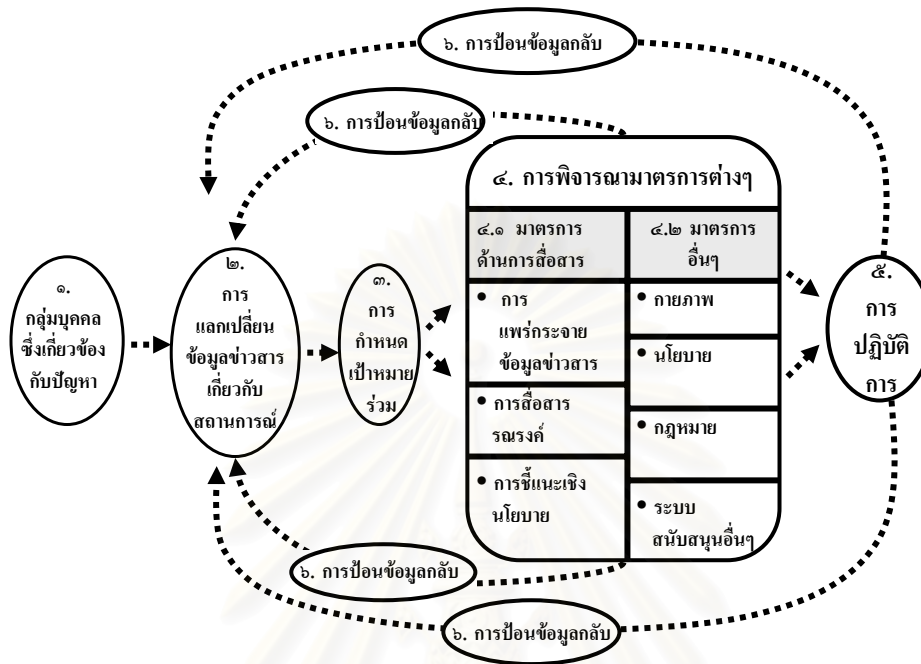 ๖. การป้อนข้อมูลกลับ
๖. การป้อนข้อมูลกลับ
๑.
กลุ่มบุคคล
ซึ่งเกี่ยวข้อง
กับปัญหา
๒.
การ
แลกเปลี่ยน
ข้อมูลข่าวสาร
เกี่ยวกับ
สถานการณ์
๓.
การ
กำหนด
เป้าหมาย
ร่วม
๔. การพิจารณามาตรการต่างๆ
๔.๑ มาตรการ
ด้านการสื่อสาร
• การ
แพร่กระจาย
ข้อมูลข่าวสาร
• การสื่อสาร
รณรงค์
• การชี้แนะเชิง
นโยบาย
๔.๒ มาตรการ
อื่นๆ
• กายภาพ
• นโยบาย
• กฎหมาย
• ระบบ
สนับสนุนอื่นๆ
๕.
การ
ปฏิบัติ
การ
๖. การป้อนข้อมูลกลับ
๖. การป้อนข้อมูลกลับ